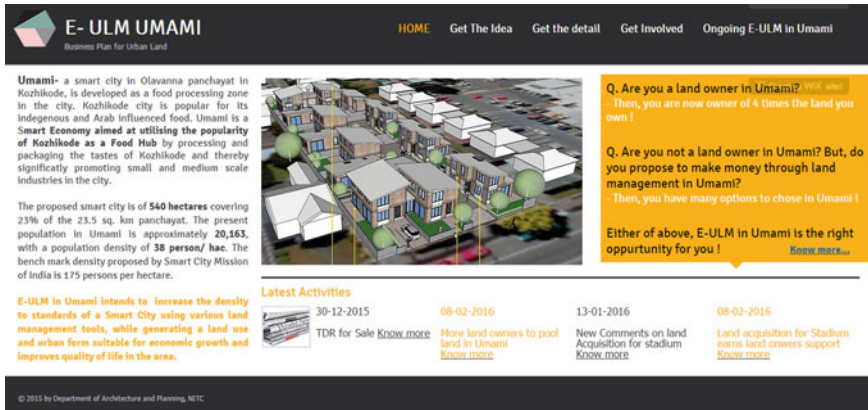 E- ULM UMAMI
Business Plan for Urban Land
HOME Get The Idea Get the detail Get Involved Ongoing E-ULM in Umami
Umami- a smart city in Olavanna panchayat in
Kozhikode, is developed as a food processing zone
in the city. Kozhikode city is popular for its
indegenous and Arab influenced food. Umami is a
Smart Economy aimed at utilising the popularity
of Kozhikode as a Food Hub by processing and
packaging the tastes of Kozhikode and thereby
significatly promoting small and medium scale
industries in the city.
The proposed smart city is of 540 hectares covering
23% of the 23.5 sq. km panchayat. The present
population in Umami is approximately 20,163,
with a population density of 38 person/ hac. The
bench mark density proposed by Smart City Mission
of India is 175 persons per hectare.
E-ULM in Umami intends to increase the density
to standards of a Smart City using various land
management tools, while generating a land use
and urban form suitable for economic growth and
improves quality of life in the area.
Q. Are you a land owner in Umami?
WIX site!
- Then, you are now owner of 4 times the land you
own !
Q. Are you not a land owner in Umami? But, do
you propose to make money through land
management in Umami?
- Then, you have many options to chose in Umami !
Either of above, E-ULM in Umami is the right
oppurtunity for you !
Know more...
Latest Activities
30-12-2015
TDR for Sale Know more
08-02-2016
More land owners to pool
land in Umami
Know more
13-01-2016
New Comments on land
Acquisition for stadium
Know more
08-02-2016
Land acquisition for Stadium
earns land onwers support
Know more
© 2015 by Department of Architecture and Planning, NITC